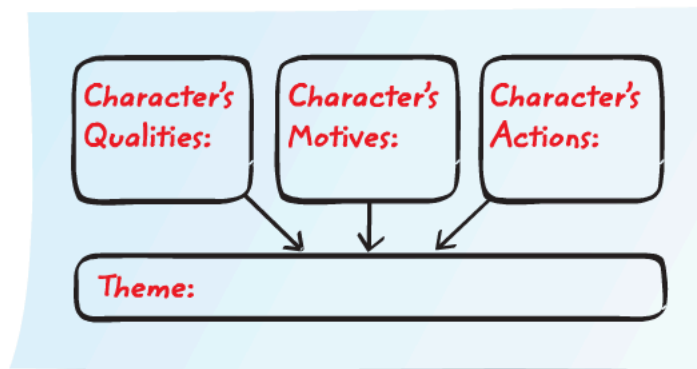 Character's
Qualities:
Character's
Motives:
Character's
Actions:
Theme: